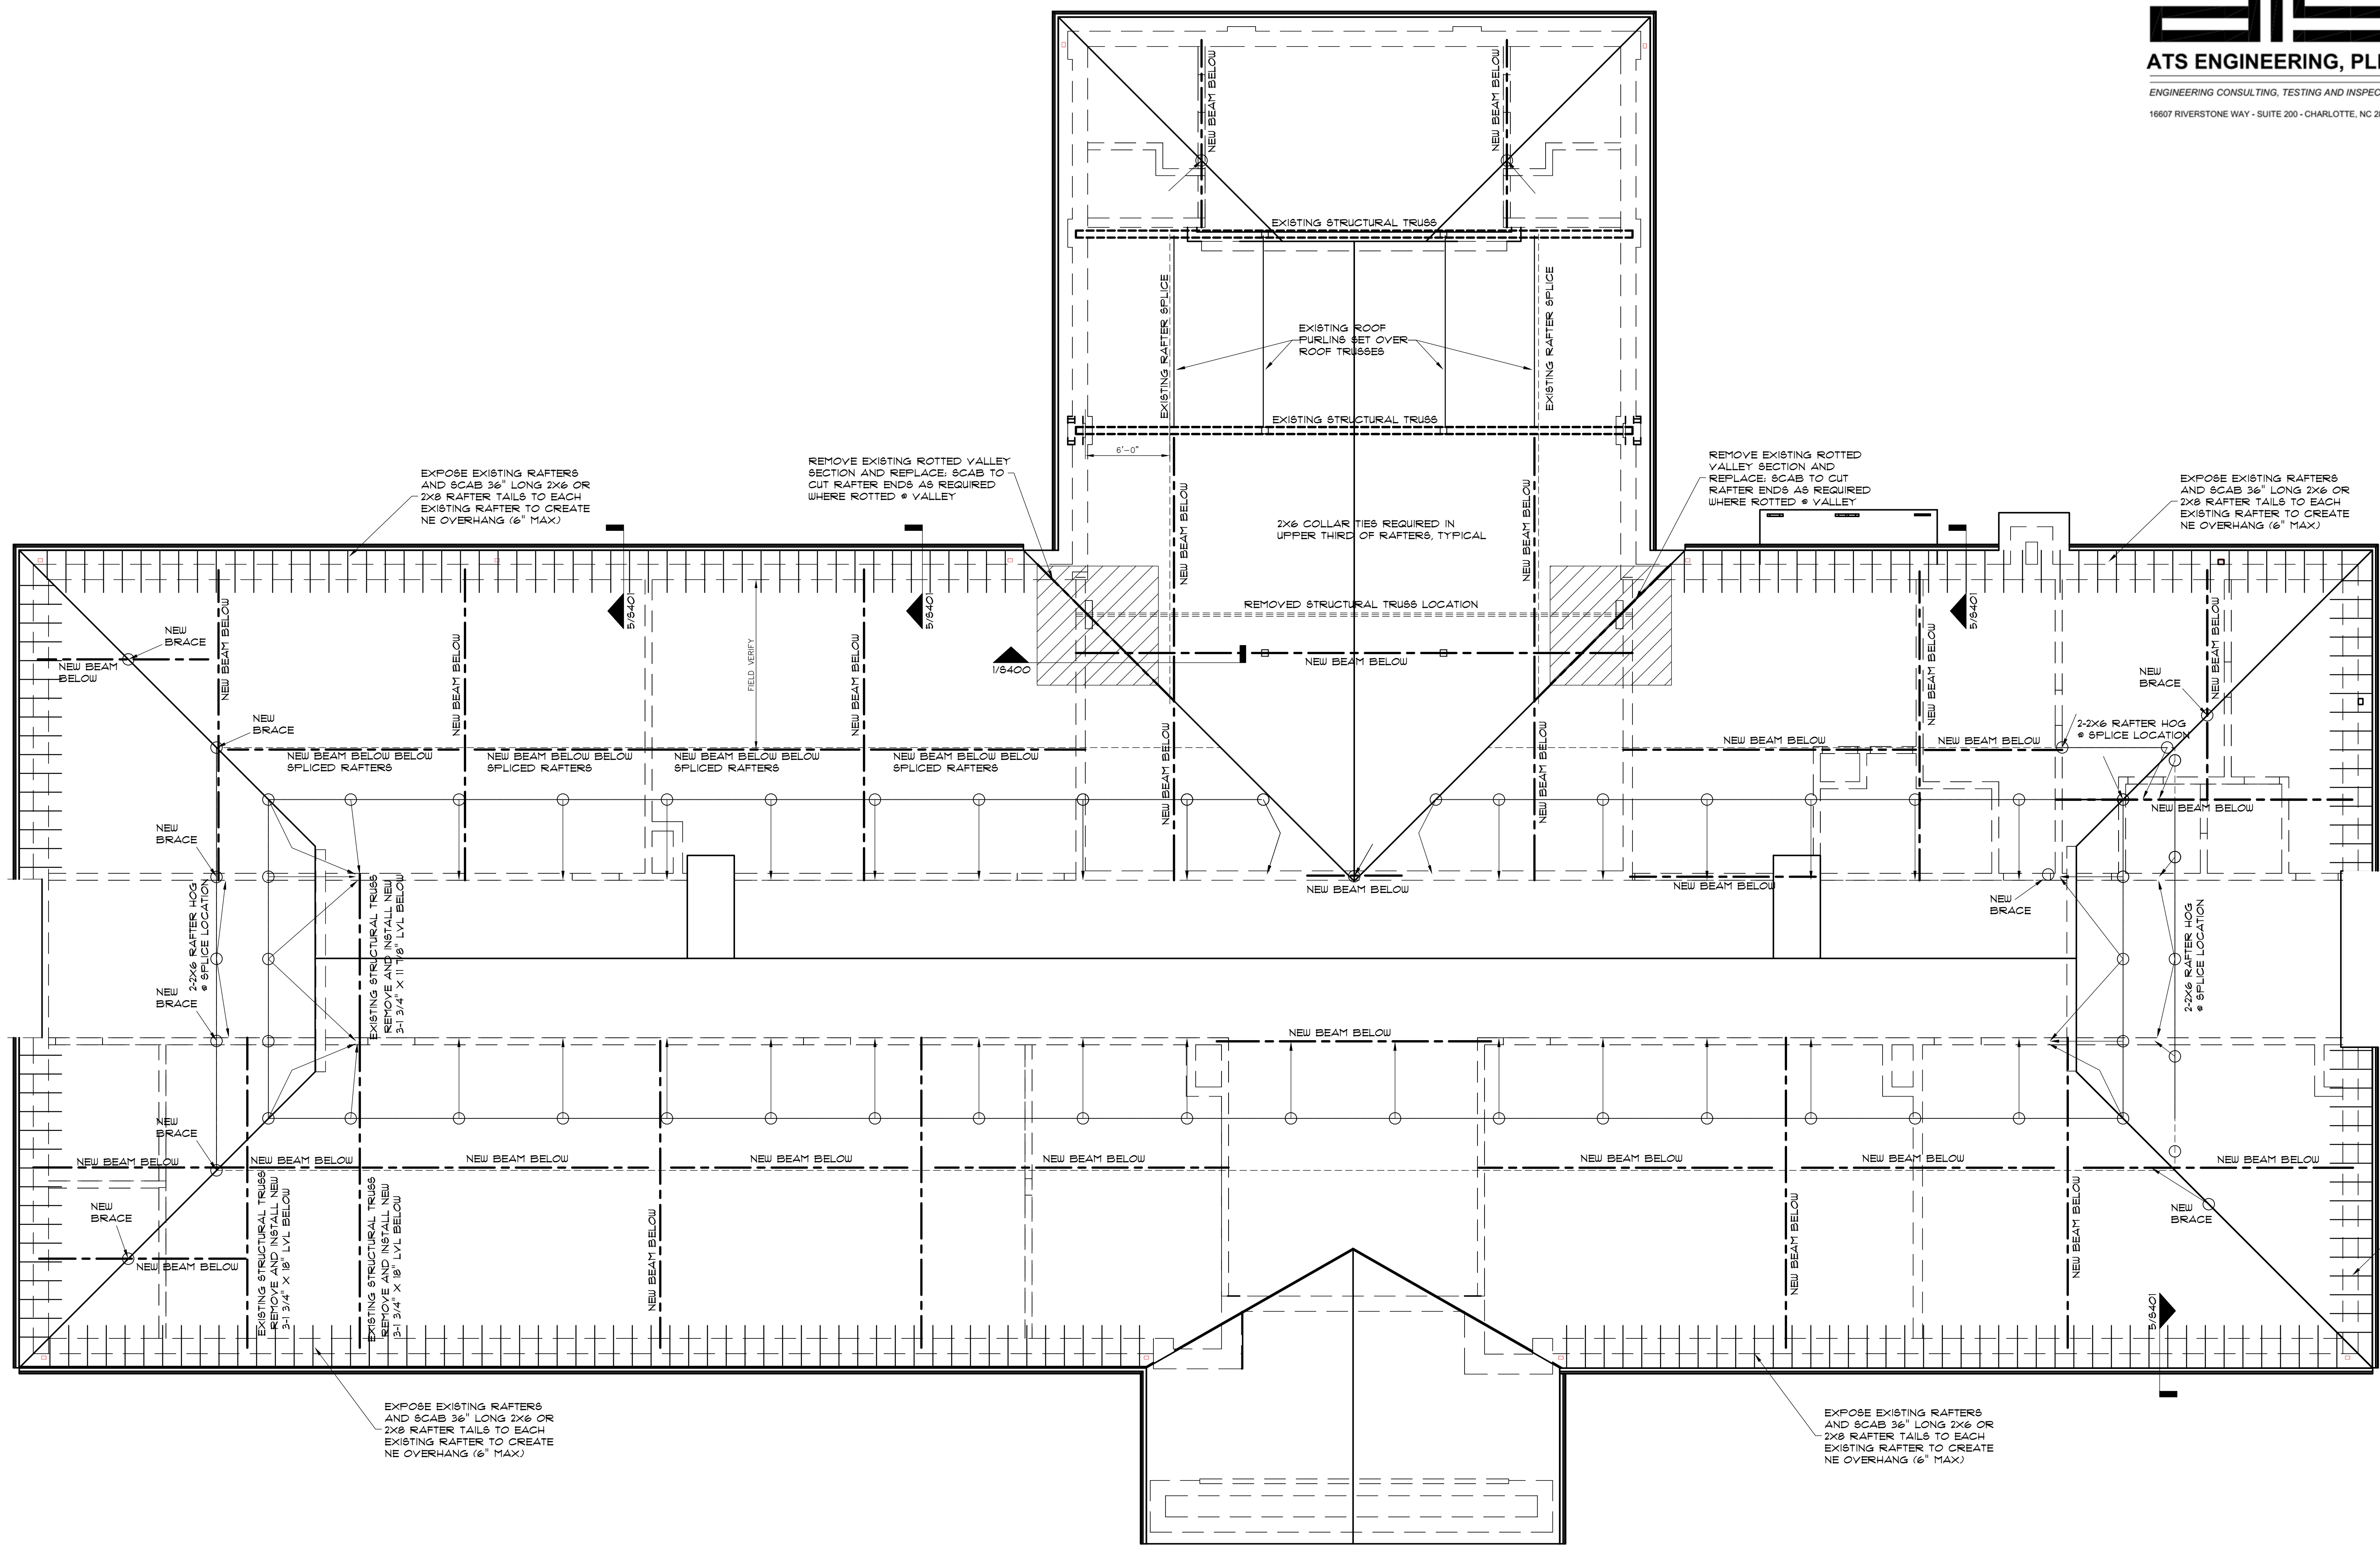 ATS ENGINEERING, PL
ENGINEERING CONSULTING, TESTING AND INSPEC
16607 RIVERSTONE WAY - SUITE 200 - CHARLOTTE, NC 2
NEW BEAM BELOW
NEW BEAM BELOW
EXISTING STRUCTURAL TRUSS
EXISTING RAFTER SPLICE
EXISTING RAFTER SPLICE
EXISTING ROOF
PURLINS SET OVER
ROOF TRUSSES
EXISTING STRUCTURAL TRUSS
6'-0"
REMOVE EXISTING ROTTED VALLEY
SECTION AND REPLACE; SCAB TO
CUT RAFTER ENDS AS REQUIRED
WHERE ROTTED @ VALLEY
REMOVE EXISTING ROTTED
VALLEY SECTION AND
REPLACE; SCAB TO CUT
RAFTER ENDS AS REQUIRED
WHERE ROTTED @ VALLEY
EXPOSE EXISTING RAFTERS
AND SCAB 36" LONG 2X6 OR
2X8 RAFTER TAILS TO EACH
EXISTING RAFTER TO CREATE
NE OVERHANG (6" MAX)
EXPOSE EXISTING RAFTERS
AND SCAB 36" LONG 2X6 OR
2X8 RAFTER TAILS TO EACH
EXISTING RAFTER TO CREATE
NE OVERHANG (6" MAX)
NEW BEAM BELOW
NEW BEAM BELOW
2X6 COLLAR TIES REQUIRED IN
UPPER THIRD OF RAFTERS, TYPICAL
REMOVED STRUCTURAL TRUSS LOCATION
5/S401
5/S401
5/S401
1/S400
NEW BEAM BELOW
NEW
BRACE
NEW BEAM
BELOW
NEW BEAM BELOW
NEW BEAM BELOW
FIELD VERIFY
NEW BEAM BELOW
NEW BEAM BELOW
NEW BEAM BELOW
NEW
BRACE
NEW
BRACE
2-2X6 RAFTER HOG
@ SPLICE LOCATION
NEW BEAM BELOW BELOW
SPLICED RAFTERS
NEW BEAM BELOW BELOW
SPLICED RAFTERS
NEW BEAM BELOW BELOW
SPLICED RAFTERS
NEW BEAM BELOW BELOW
SPLICED RAFTERS
NEW BEAM BELOW
NEW BEAM BELOW
NEW BEAM BELOW
NEW BEAM BELOW
NEW BEAM BELOW
NEW
BRACE
2-2X6 RAFTER HOG
@ SPLICE LOCATION
EXISTING STRUCTURAL TRUSS
REMOVE AND INSTALL NEW
3-1 3/4" X 11 7/8" LVL BELOW
NEW BEAM BELOW
NEW BEAM BELOW
NEW
BRACE
2-2X6 RAFTER HOG
@ SPLICE LOCATION
NEW
BRACE
NEW BEAM BELOW
NEW
BRACE
NEW BEAM BELOW
NEW BEAM BELOW
NEW BEAM BELOW
NEW BEAM BELOW
NEW BEAM BELOW
NEW BEAM BELOW
NEW BEAM BELOW
NEW BEAM BELOW
NEW
BRACE
NEW BEAM BELOW
EXISTING STRUCTURAL TRUSS
REMOVE AND INSTALL NEW
3-1 3/4" X 18" LVL BELOW
EXISTING STRUCTURAL TRUSS
REMOVE AND INSTALL NEW
3-1 3/4" X 18" LVL BELOW
NEW BEAM BELOW
NEW BEAM BELOW
NEW BEAM BELOW
NEW
BRACE
5/S401
EXPOSE EXISTING RAFTERS
AND SCAB 36" LONG 2X6 OR
2X8 RAFTER TAILS TO EACH
EXISTING RAFTER TO CREATE
NE OVERHANG (6" MAX)
EXPOSE EXISTING RAFTERS
AND SCAB 36" LONG 2X6 OR
2X8 RAFTER TAILS TO EACH
EXISTING RAFTER TO CREATE
NE OVERHANG (6" MAX)